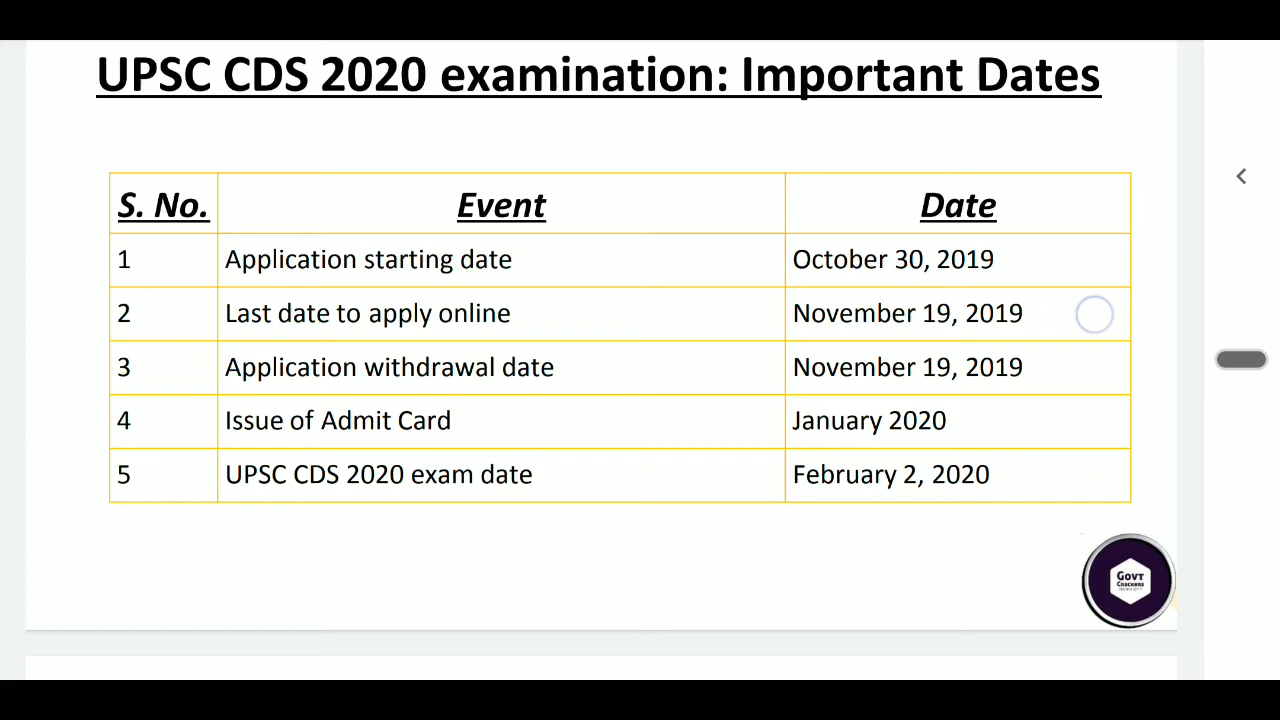 UPSC CDS 2020 examination: Important Dates
S. No. Event Date
1 Application starting date October 30, 2019
2 Last date to apply online November 19, 2019
3 Application withdrawal date November 19, 2019
4 Issue of Admit Card January 2020
5 UPSC CDS 2020 exam date February 2, 2020
GOVT
CRACKERS